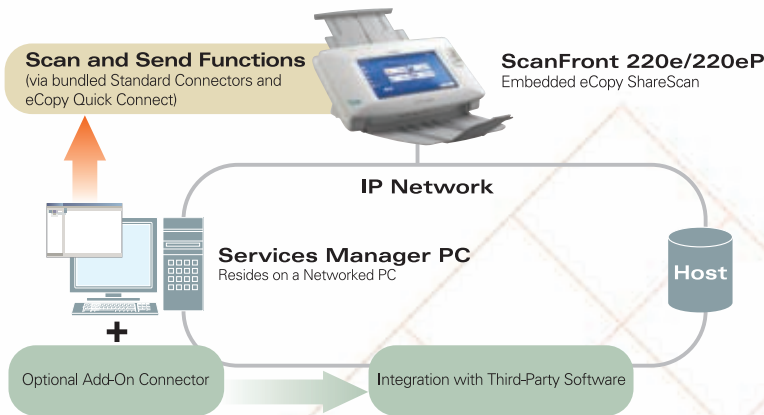 Scan and Send Functions
(via bundled Standard Connectors and
eCopy Quick Connect)
ScanFront 220e/220eP
Embedded eCopy ShareScan
IP Network
Services Manager PC
Resides on a Networked PC
Host
+
Optional Add-On Connector
Integration with Third-Party Software